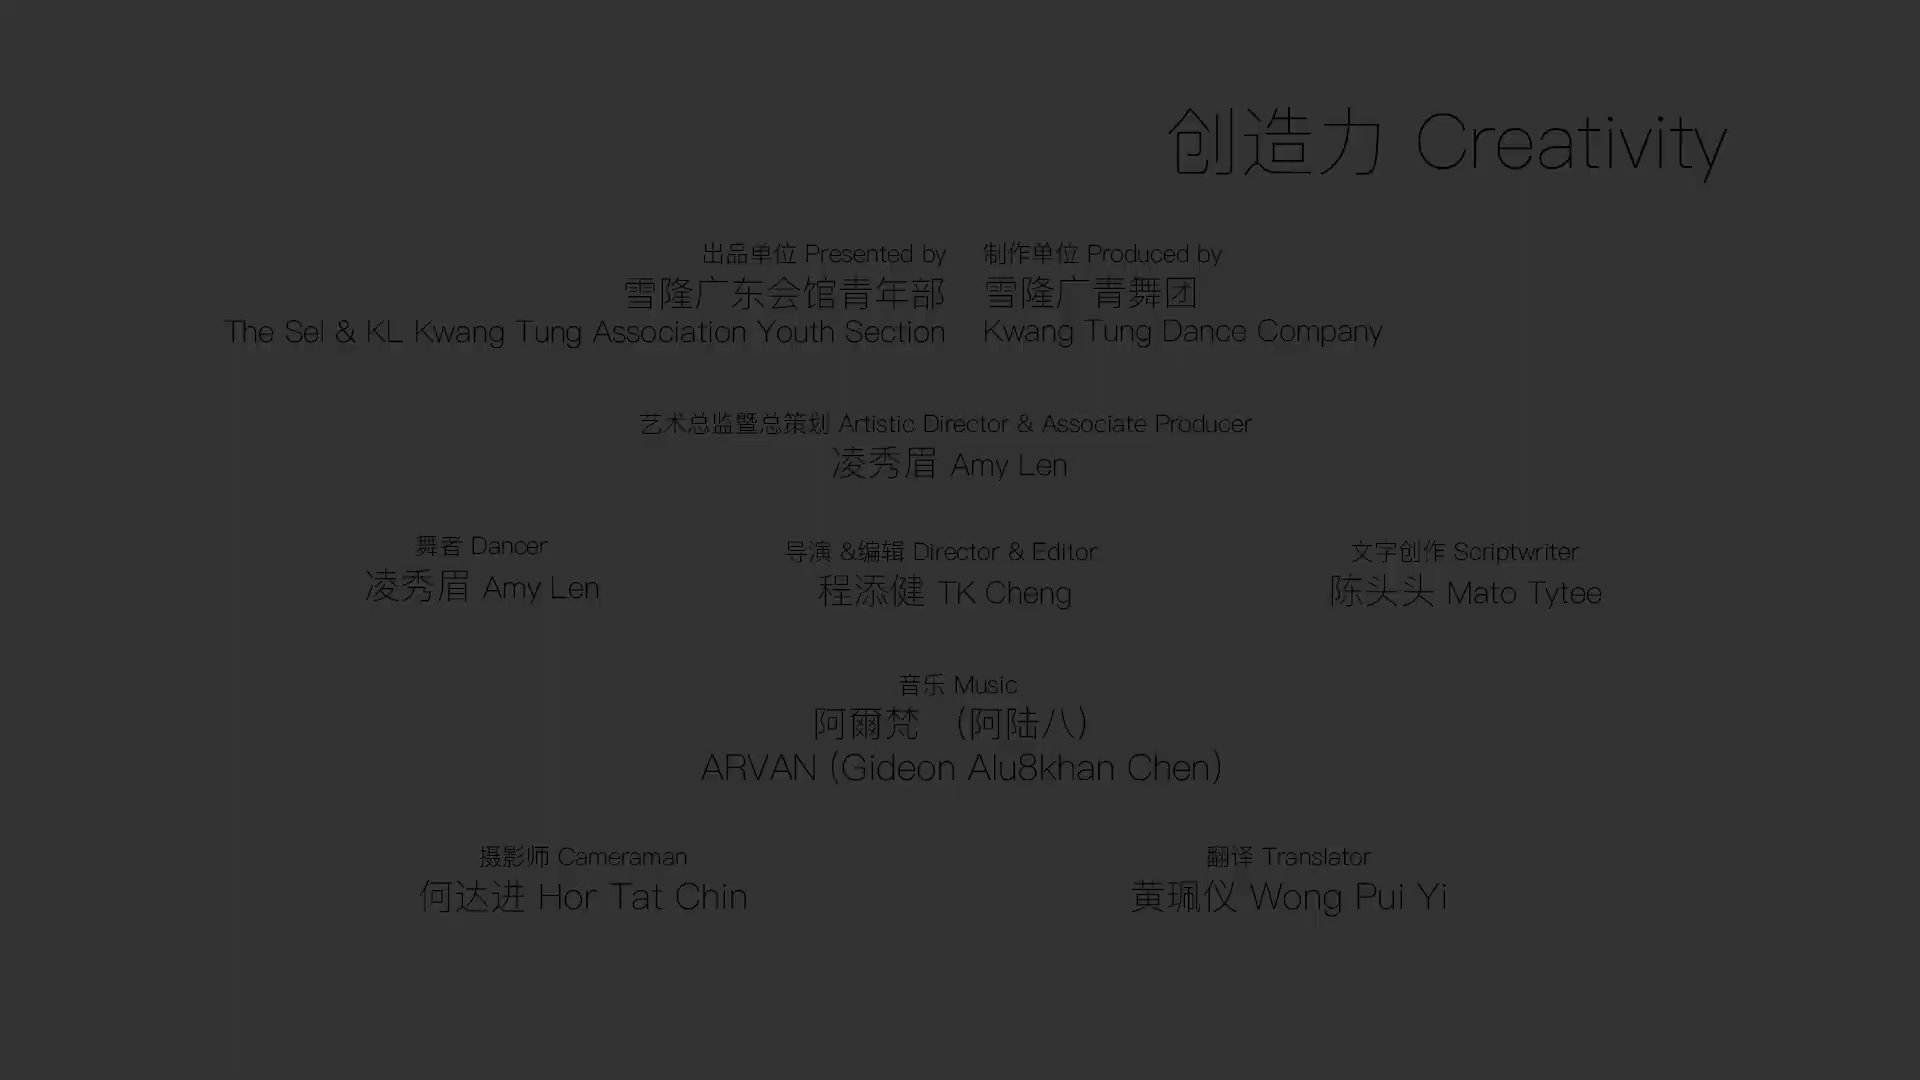 创造力 Creativity
出品单位 Presented by
雪隆广东会馆青年部
The Sel & KL Kwang Tung Association Youth Section
制作单位 Produced by
雪隆广青舞团
Kwang Tung Dance Company
艺术总监暨总策划 Artistic Director & Associate Producer
凌秀眉 Amy Len
舞者 Dancer
凌秀眉 Amy Len
导演 &编辑 Director & Editor
程添健 TK Cheng
文字创作 Scriptwriter
陈头头 Mato Tytee
音乐 Music
阿爾梵 （阿陆八）
ARVAN (Gideon Alu8khan Chen)
摄影师 Cameraman
何达进 Hor Tat Chin
翻译 Translator
黄珮仪 Wong Pui Yi